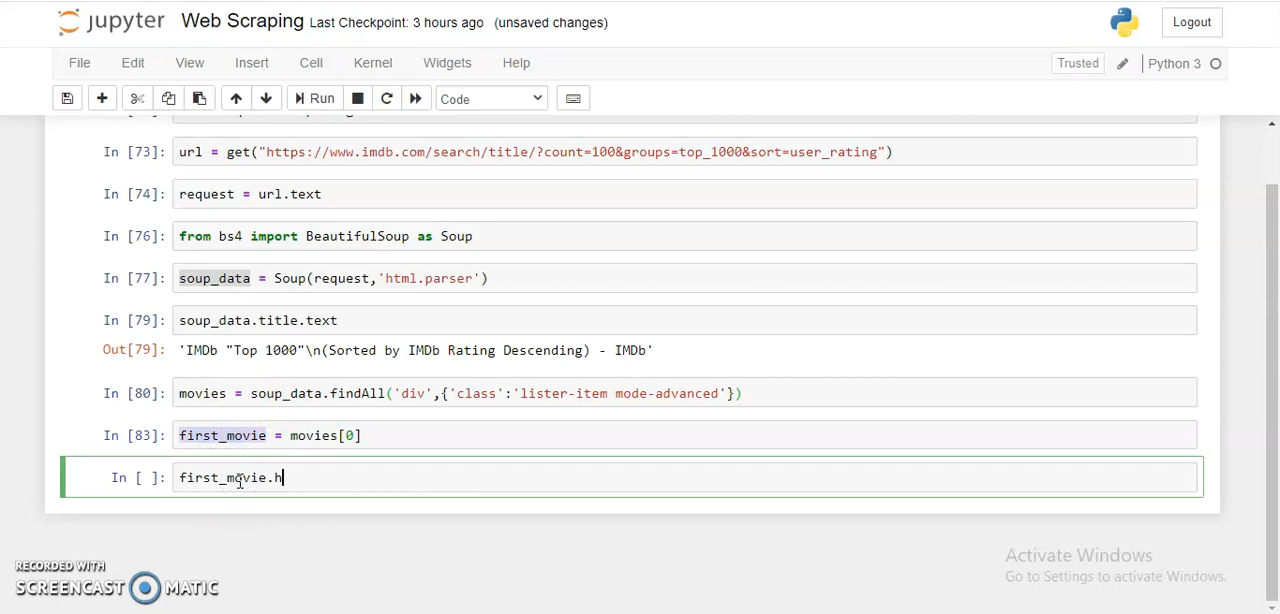 jupyter Web Scraping Last Checkpoint: 3 hours ago (unsaved changes) Logout
File Edit View Insert Cell Kernel Widgets Help Trusted Python 3
Run Code
In [73]: url = get("https://www.imdb.com/search/title/?count=100&groups=top_1000&sort=user_rating")
In [74]: request = url.text
In [76]: from bs4 import BeautifulSoup as Soup
In [77]: soup_data = Soup(request,'html.parser')
In [79]: soup_data.title.text
Out[79]: 'IMDb "Top 1000"\n(Sorted by IMDb Rating Descending) - IMDb'
In [80]: movies = soup_data.findAll('div',{'class':'lister-item mode-advanced'})
In [83]: first_movie = movies[0]
In [ ]: first_movie.h
Activate Windows
Go to Settings to activate Windows.
RECORDED WITH
SCREENCAST MATIC